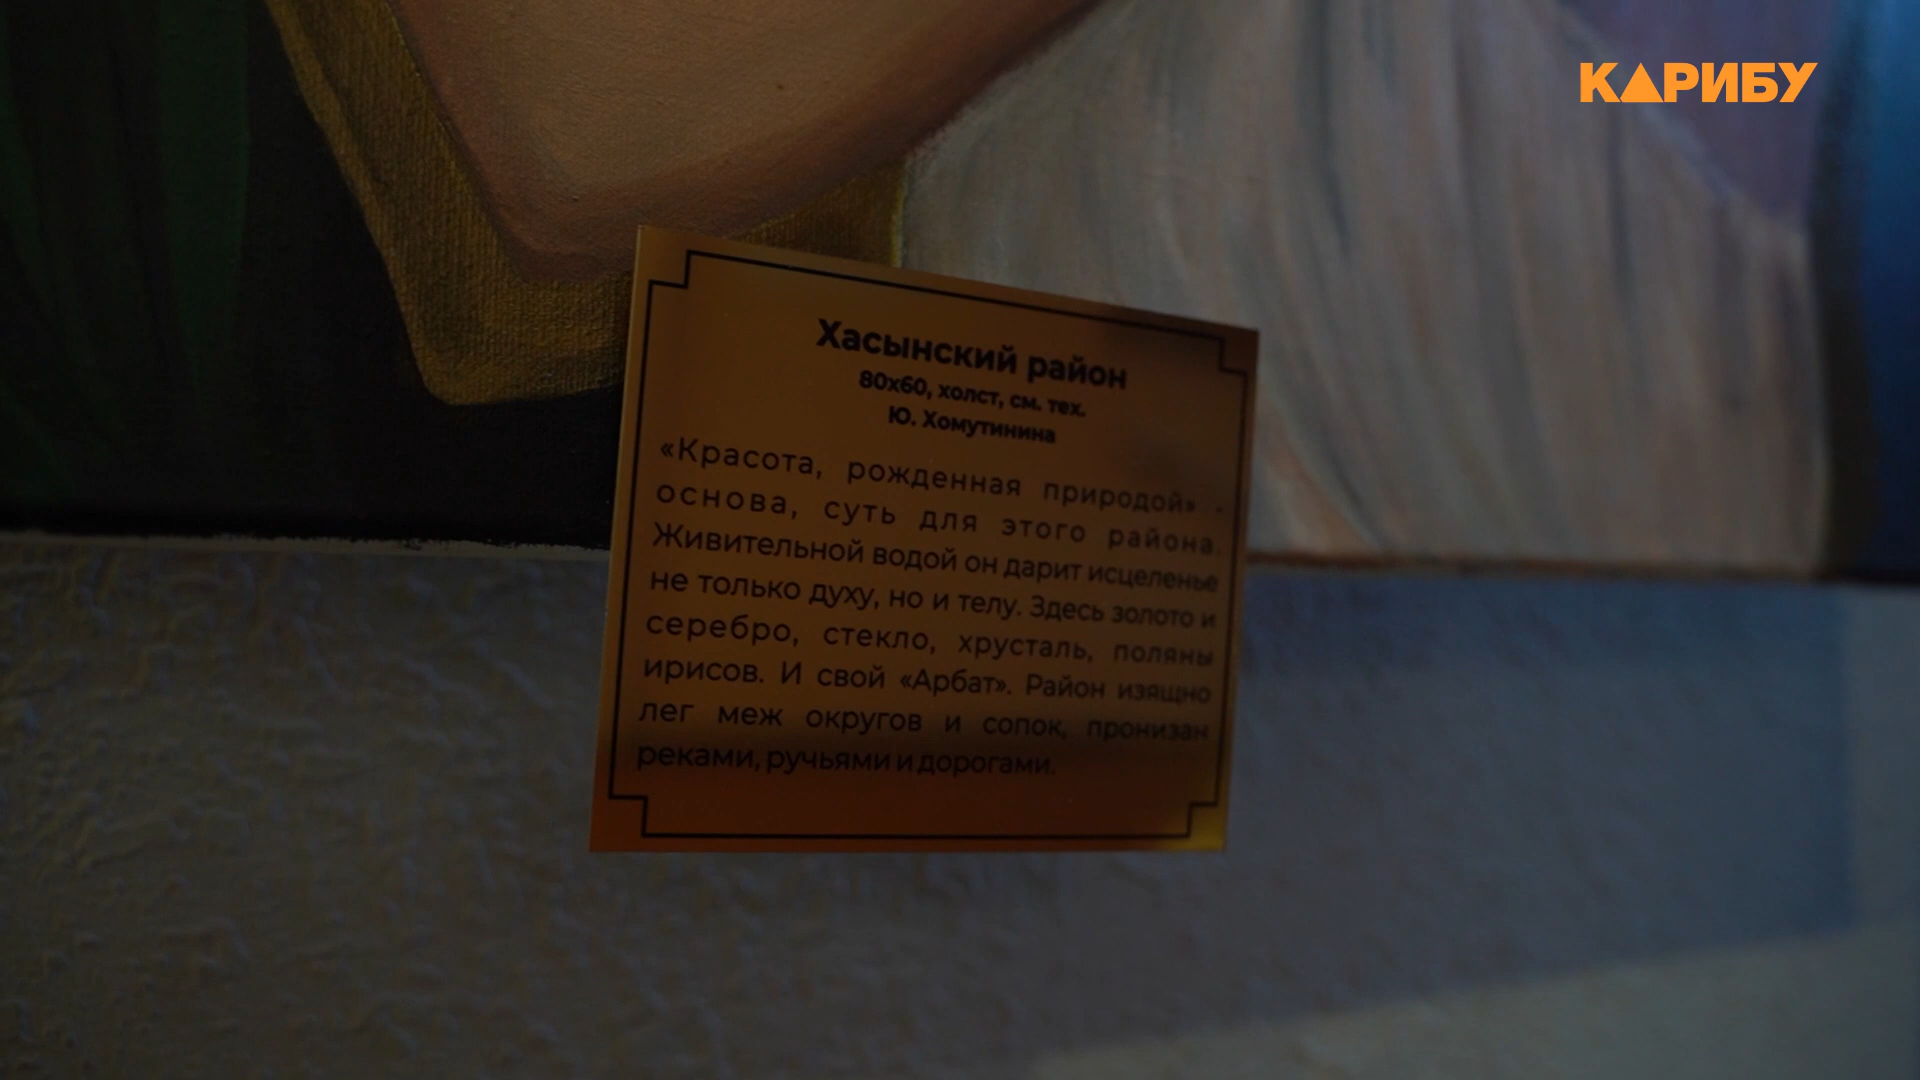 КАРИБУ
Хасынский район
80х60, холст, см. тех.
Ю. Хомутинина
«Красота, рожденная природой» -
основа, суть для этого района.
Живительной водой он дарит исцеленье
не только духу, но и телу. Здесь золото и
серебро, стекло, хрусталь, поляны
ирисов. И свой «Арбат». Район изящно
лег меж округов и сопок, пронизан
реками, ручьями и дорогами.